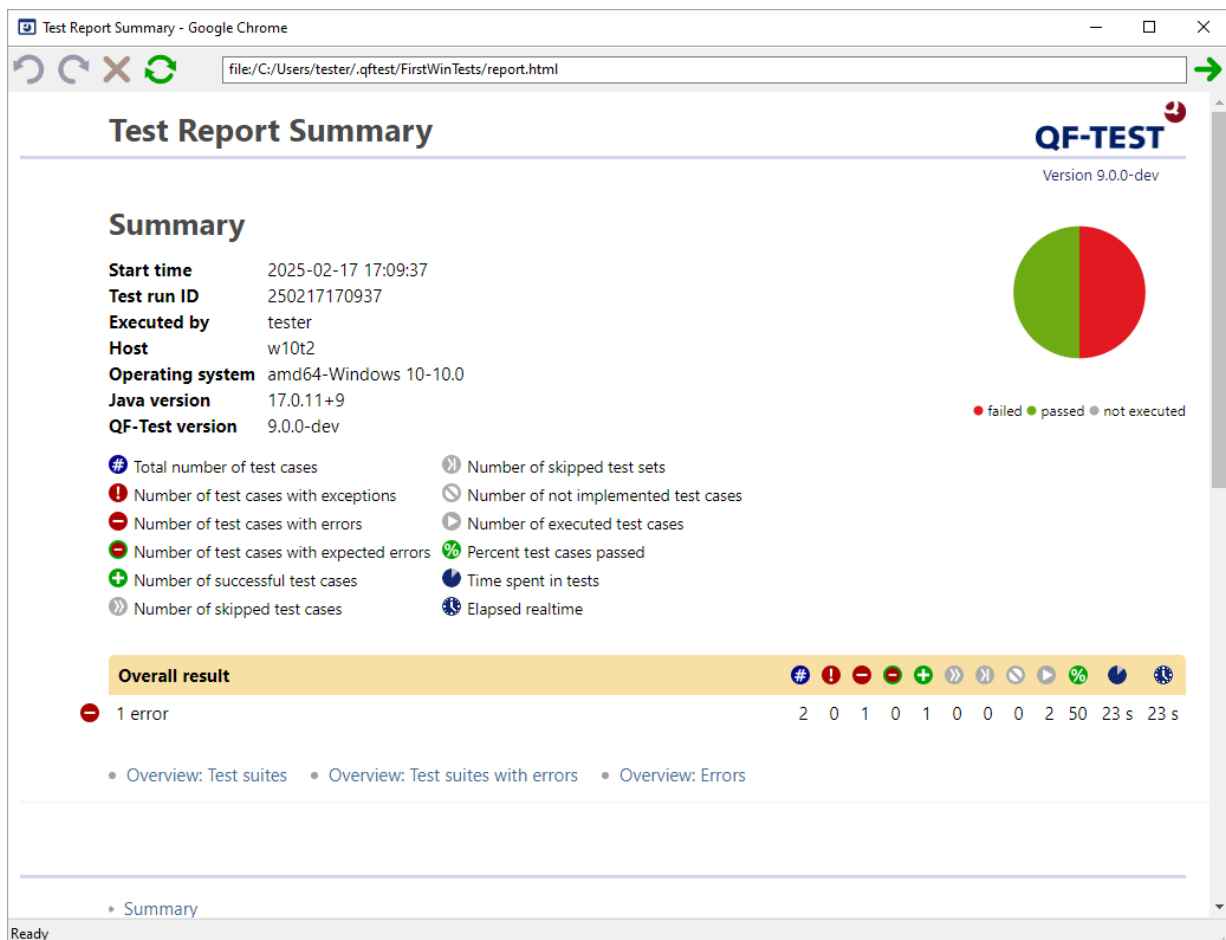 Test Report Summary - Google Chrome
file:/C:/Users/tester/.qftest/FirstWinTests/report.html
Test Report Summary
QF-TEST
Version 9.0.0-dev
Summary
Start time 2025-02-17 17:09:37
Test run ID 250217170937
Executed by tester
Host w10t2
Operating system amd64-Windows 10-10.0
Java version 17.0.11+9
QF-Test version 9.0.0-dev
failed passed not executed
# Total number of test cases
Number of skipped test sets
! Number of test cases with exceptions
Number of not implemented test cases
Number of test cases with errors
Number of executed test cases
Number of test cases with expected errors
% Percent test cases passed
Number of successful test cases
Time spent in tests
Number of skipped test cases
Elapsed realtime
Overall result # ! %
1 error 2 0 1 0 1 0 0 0 2 50 23 s 23 s
Overview: Test suites
Overview: Test suites with errors
Overview: Errors
Summary
Ready